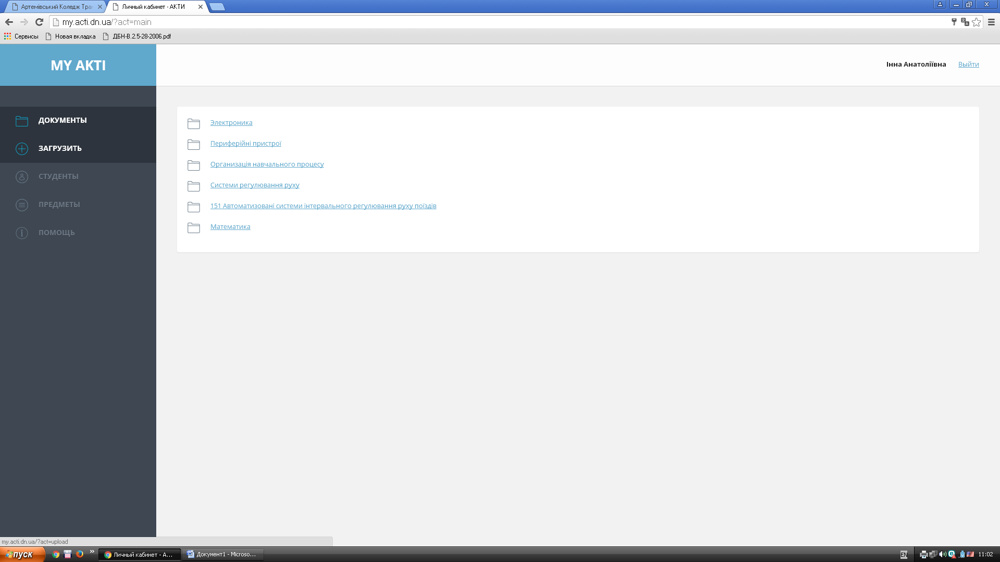 Артемівський Коледж Тра
Личный кабинет - АКТИ
my.acti.dn.ua/?act=main
Сервисы
Новая вкладка
ДБН-В.2.5-28-2006.pdf
MY AKTI
Інна Анатоліївна
Выйти
ДОКУМЕНТЫ
ЗАГРУЗИТЬ
СТУДЕНТЫ
ПРЕДМЕТЫ
ПОМОЩЬ
Электроника
Периферійні пристрої
Организація навчального процесу
Системи регулювання руху
151 Автоматизовані системи інтервального регулювання руху поїздів
Математика
my.acti.dn.ua/?act=upload
пуск
Личный кабинет - А...
Документ1 - Microso...
EN
11:02